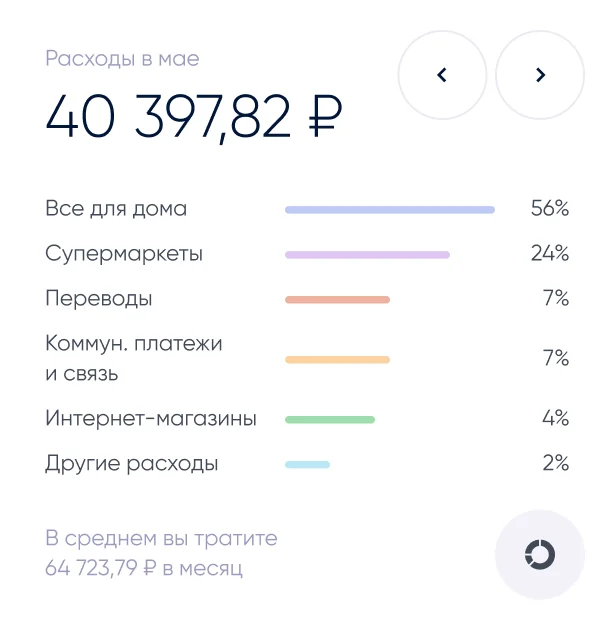 Расходы в мае
40 397,82 ₽
Все для дома 56%
Супермаркеты 24%
Переводы 7%
Коммун. платежи
и связь 7%
Интернет-магазины 4%
Другие расходы 2%
В среднем вы тратите
64 723,79 ₽ в месяц